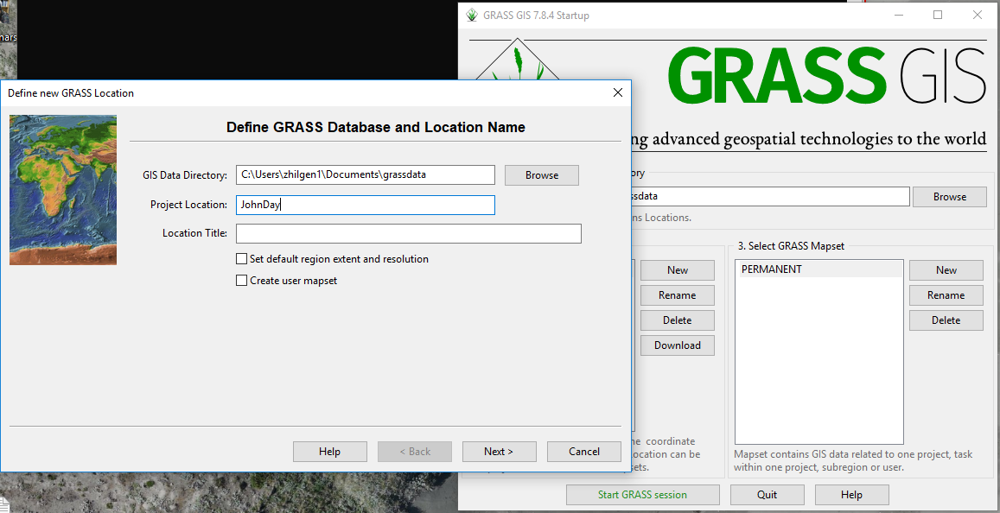 nars
GRASS GIS 7.8.4 Startup
GRASS GIS
ng advanced geospatial technologies to the world
Define new GRASS Location
Define GRASS Database and Location Name
GIS Data Directory: C:\Users\zhilgen1\Documents\grassdata Browse
Project Location: JohnDay
Location Title:
Set default region extent and resolution
Create user mapset
Help < Back Next > Cancel
ory
ssdata Browse
ns Locations.
New
Rename
Delete
Download
ne coordinate
ocation can be
sets.
3. Select GRASS Mapset
PERMANENT
New
Rename
Delete
Mapset contains GIS data related to one project, task
within one project, subregion or user.
Start GRASS session Quit Help